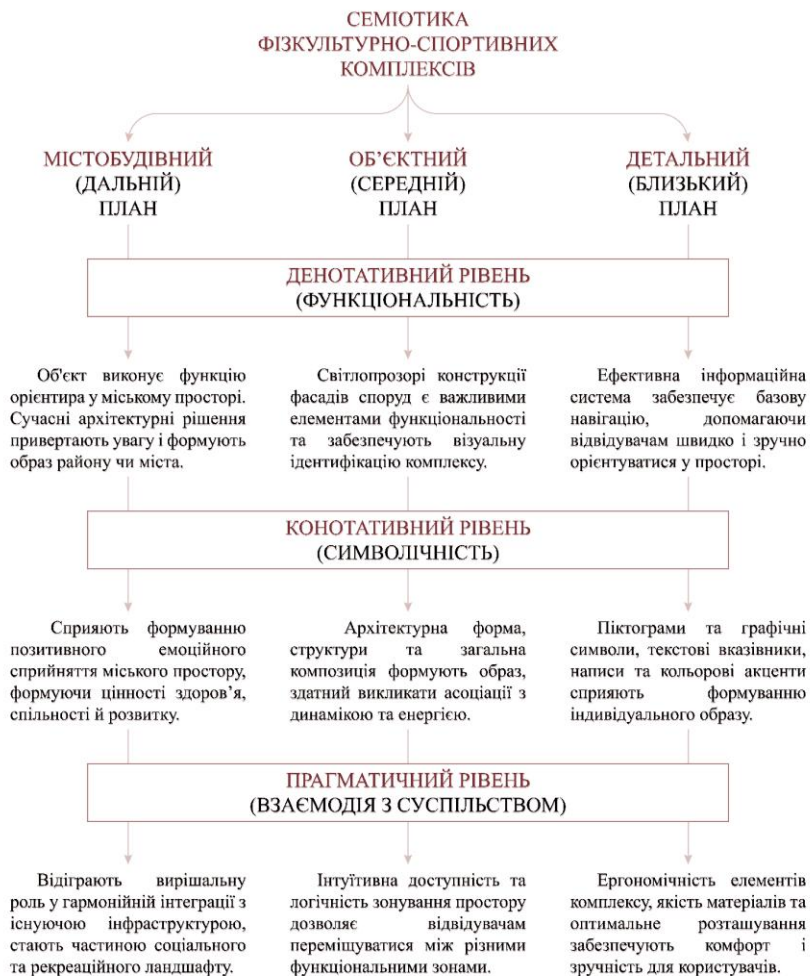 СЕМІОТИКА
ФІЗКУЛЬТУРНО-СПОРТИВНИХ
КОМПЛЕКСІВ
МІСТОБУДІВНИЙ
(ДАЛЬНІЙ)
ПЛАН
ОБ’ЄКТНИЙ
(СЕРЕДНІЙ)
ПЛАН
ДЕТАЛЬНИЙ
(БЛИЗЬКИЙ)
ПЛАН
ДЕНОТАТИВНИЙ РІВЕНЬ
(ФУНКЦІОНАЛЬНІСТЬ)
Об'єкт виконує функцію
орієнтира у міському просторі.
Сучасні архітектурні рішення
привертають увагу і формують
образ району чи міста.
Світлопрозорі конструкції
фасадів споруд є важливими
елементами функціональності
та забезпечують візуальну
ідентифікацію комплексу.
Ефективна інформаційна
система забезпечує базову
навігацію, допомагаючи
відвідувачам швидко і зручно
орієнтуватися у просторі.
КОНОТАТИВНИЙ РІВЕНЬ
(СИМВОЛІЧНІСТЬ)
Сприяють формуванню
позитивного емоційного
сприйняття міського простору,
формуючи цінності здоров’я,
спільності й розвитку.
Архітектурна форма,
структури та загальна
композиція формують образ,
здатний викликати асоціації з
динамікою та енергією.
Піктограми та графічні
символи, текстові вказівники,
написи та кольорові акценти
сприяють формуванню
індивідуального образу.
ПРАГМАТИЧНИЙ РІВЕНЬ
(ВЗАЄМОДІЯ З СУСПІЛЬСТВОМ)
Відіграють вирішальну
роль у гармонійній інтеграції з
існуючою інфраструктурою,
стають частиною соціального
та рекреаційного ландшафту.
Інтуїтивна доступність та
логічність зонування простору
дозволяє відвідувачам
переміщуватися між різними
функціональними зонами.
Ергономічність елементів
комплексу, якість матеріалів та
оптимальне розташування
забезпечують комфорт і
зручність для користувачів.